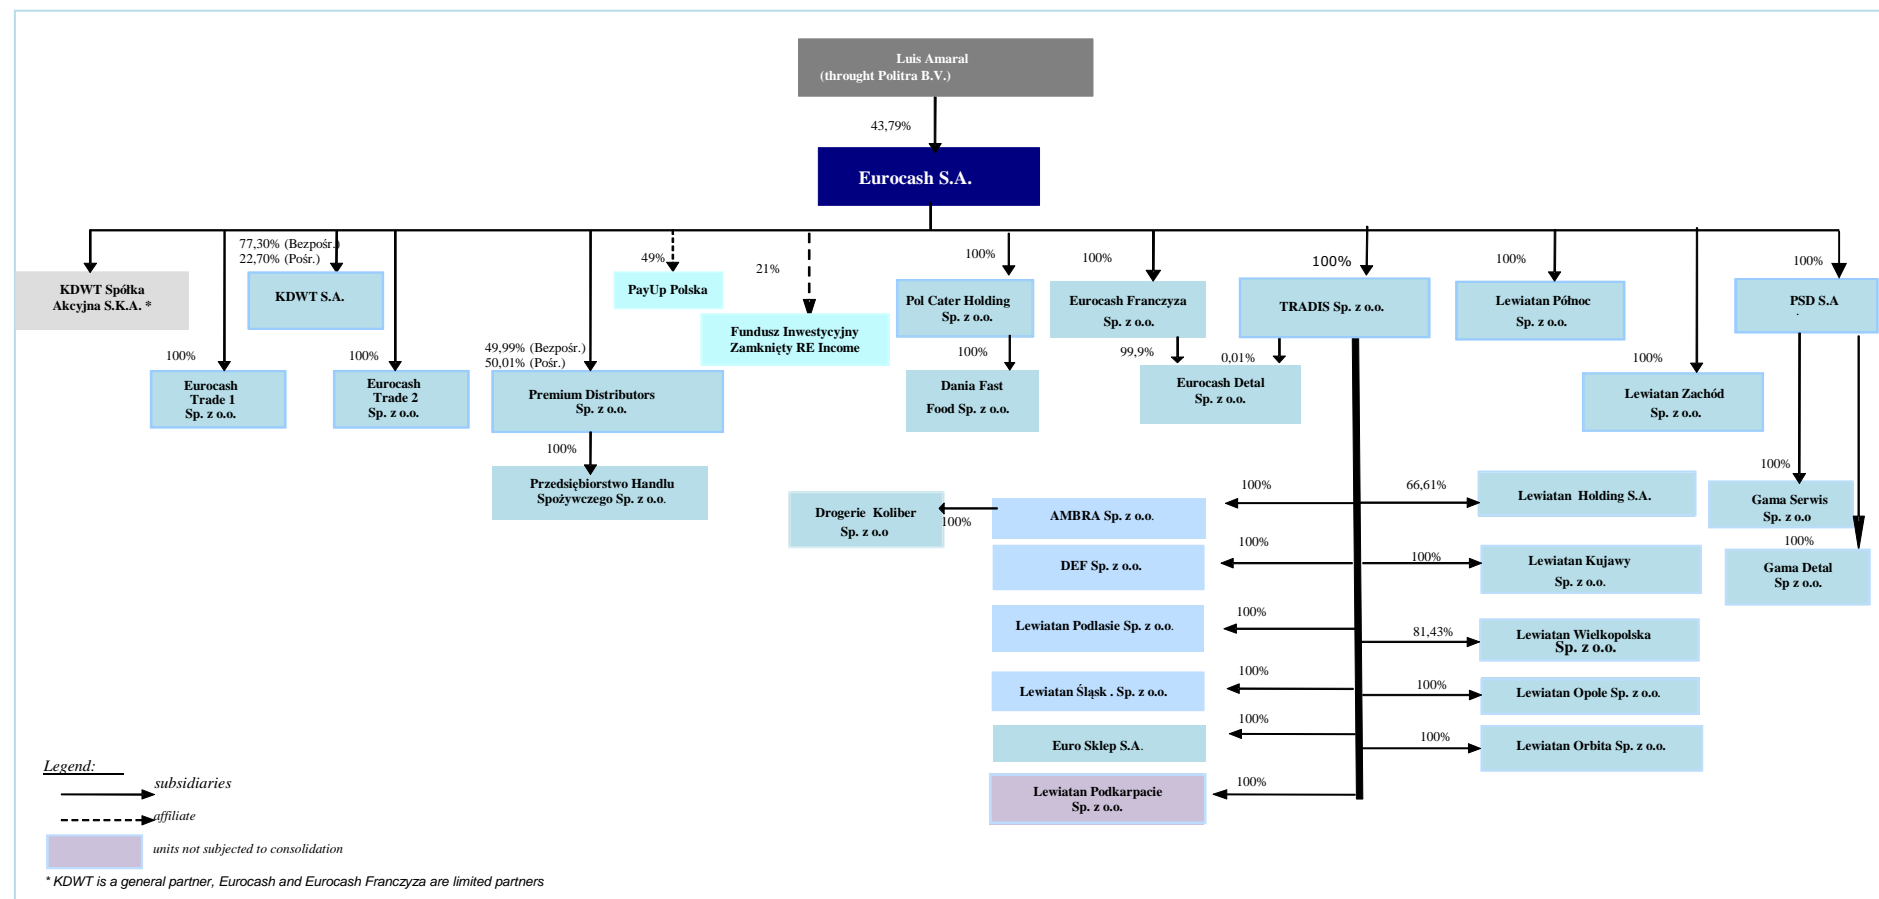 Luis Amaral
(throught Politra B.V.)
43,79%
Eurocash S.A.
77,30% (Bezpośr.)
22,70% (Pośr.)
49%
21%
100%
100%
100%
100%
100%
KDWT Spółka
Akcyjna S.K.A. *
KDWT S.A.
PayUp Polska
Fundusz Inwestycyjny
Zamknięty RE Income
Pol Cater Holding
Sp. z o.o.
Eurocash Franczyza
Sp. z o.o.
TRADIS Sp. z o.o.
Lewiatan Północ
Sp. z o.o.
PSD S.A
.
100%
100%
49,99% (Bezpośr.)
50,01% (Pośr.)
100%
99,9%
0,01%
100%
Eurocash
Trade 1
Sp. z o.o.
Eurocash
Trade 2
Sp. z o.o.
Premium Distributors
Sp. z o.o.
Dania Fast
Food Sp. z o.o.
Eurocash Detal
Sp. z o.o.
Lewiatan Zachód
Sp. z o.o.
100%
Przedsiębiorstwo Handlu
Spożywczego Sp. z o.o.
100%
Gama Serwis
Sp. z o.o
100%
Gama Detal
Sp z o.o.
Drogerie  Koliber
Sp. z o.o
100%
AMBRA Sp. z o.o.
100%
66,61%
Lewiatan  Holding S.A.
DEF Sp. z o.o.
100%
100%
Lewiatan Kujawy
Sp. z o.o.
Lewiatan Podlasie Sp. z o.o.
100%
81,43%
Lewiatan Wielkopolska
Sp. z o.o.
Lewiatan Śląsk . Sp. z o.o.
100%
100%
Lewiatan Opole Sp. z o.o.
Euro Sklep S.A.
100%
100%
Lewiatan Orbita Sp. z o.o.
Lewiatan Podkarpacie
Sp. z o.o.
100%
Legend:
subsidiaries
affiliate
units not subjected to consolidation
* KDWT is a general partner, Eurocash and Eurocash Franczyza are limited partners